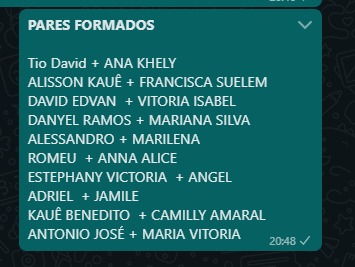 PARES FORMADOS
Tio David + ANA KHELY
ALISSON KAUÊ + FRANCISCA SUELEM
DAVID EDVAN + VITORIA ISABEL
DANYEL RAMOS + MARIANA SILVA
ALESSANDRO + MARILENA
ROMEU + ANNA ALICE
ESTEPHANY VICTORIA + ANGEL
ADRIEL + JAMILE
KAUÊ BENEDITO + CAMILLY AMARAL
ANTONIO JOSÉ + MARIA VITORIA
20:48